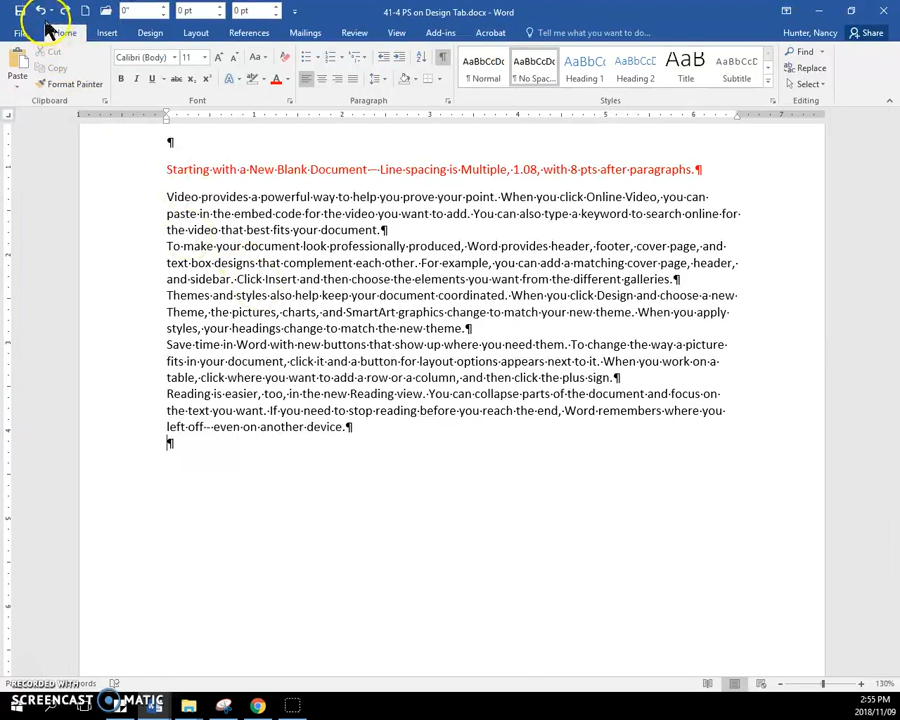 0" 0 pt 0 pt 41-4 PS on Design Tab.docx - Word
File Home Insert Design Layout References Mailings Review View Add-ins Acrobat Tell me what you want to do... Hunter, Nancy Share
Cut
Copy
Format Painter
Paste
Calibri (Body) 11
AaBbCcDc AaBbCcDc AaBbCc AaBbCcC AaB AaBbCcD
¶ Normal ¶ No Spac... Heading 1 Heading 2 Title Subtitle
Find
Replace
Select
Clipboard Font Paragraph Styles Editing
¶
Starting with a New Blank Document—Line spacing is Multiple, 1.08, with 8 pts after paragraphs.¶
Video provides a powerful way to help you prove your point. When you click Online Video, you can
paste in the embed code for the video you want to add. You can also type a keyword to search online for
the video that best fits your document.¶
To make your document look professionally produced, Word provides header, footer, cover page, and
text box designs that complement each other. For example, you can add a matching cover page, header,
and sidebar. Click Insert and then choose the elements you want from the different galleries.¶
Themes and styles also help keep your document coordinated. When you click Design and choose a new
Theme, the pictures, charts, and SmartArt graphics change to match your new theme. When you apply
styles, your headings change to match the new theme.¶
Save time in Word with new buttons that show up where you need them. To change the way a picture
fits in your document, click it and a button for layout options appears next to it. When you work on a
table, click where you want to add a row or a column, and then click the plus sign.¶
Reading is easier, too, in the new Reading view. You can collapse parts of the document and focus on
the text you want. If you need to stop reading before you reach the end, Word remembers where you
left off--even on another device.¶
¶
130%
RECORDED WITH
SCREENCAST MATIC
2:55 PM
2018/11/09